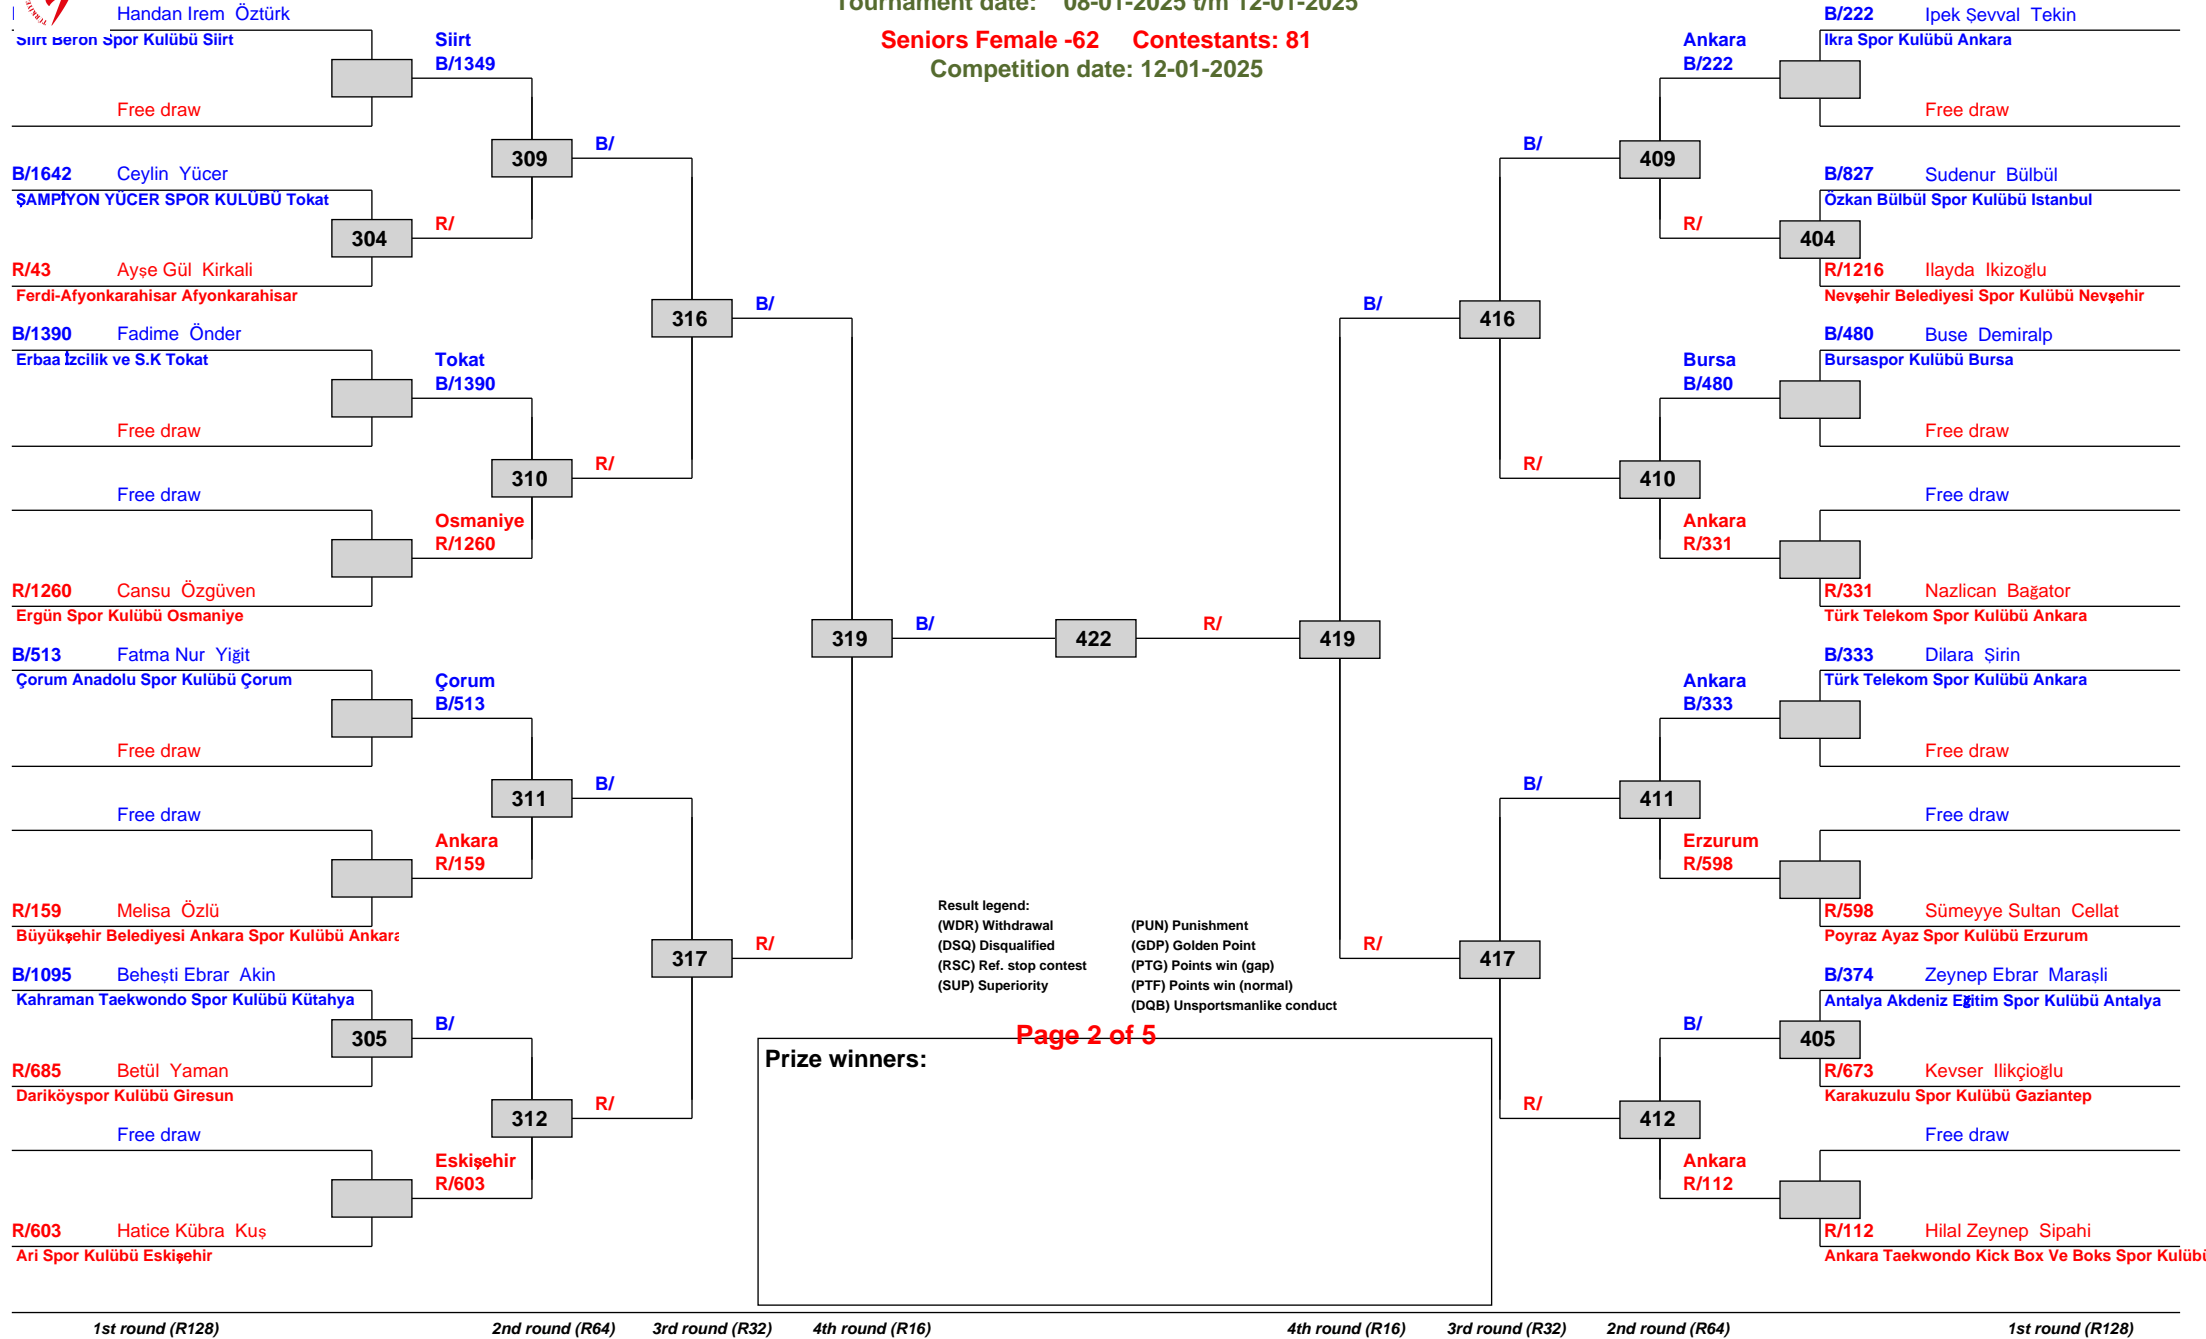 Tournament date: 08-01-2025 t/m 12-01-2025
Seniors Female -62 Contestants: 81
Competition date: 12-01-2025
Handan Irem Öztürk
Siirt Beron Spor Kulübü Siirt
Free draw
Siirt
B/1349
309
B/
B/1642 Ceylin Yücer
ŞAMPİYON YÜCER SPOR KULÜBÜ Tokat
304
R/
R/43 Ayşe Gül Kirkali
Ferdi-Afyonkarahisar Afyonkarahisar
316
B/
B/1390 Fadime Önder
Erbaa İzcilik ve S.K Tokat
Tokat
B/1390
Free draw
310
R/
Free draw
Osmaniye
R/1260
R/1260 Cansu Özgüven
Ergün Spor Kulübü Osmaniye
319
B/
422
R/
419
B/513 Fatma Nur Yiğit
Çorum Anadolu Spor Kulübü Çorum
Çorum
B/513
Free draw
311
B/
Free draw
Ankara
R/159
R/159 Melisa Özlü
Büyükşehir Belediyesi Ankara Spor Kulübü Ankara
317
R/
B/1095 Behești Ebrar Akin
Kahraman Taekwondo Spor Kulübü Kütahya
305
B/
R/685 Betül Yaman
Dariköyspor Kulübü Giresun
312
R/
Free draw
Eskişehir
R/603
R/603 Hatice Kübra Kuş
Ari Spor Kulübü Eskişehir
B/222 Ipek Şevval Tekin
Ikra Spor Kulübü Ankara
Ankara
B/222
Free draw
B/
409
B/827 Sudenur Bülbül
Özkan Bülbül Spor Kulübü Istanbul
R/
404
R/1216 Ilayda Ikizoğlu
Nevşehir Belediyesi Spor Kulübü Nevşehir
B/
416
B/480 Buse Demiralp
Bursaspor Kulübü Bursa
Bursa
B/480
Free draw
R/
410
Free draw
Ankara
R/331
R/331 Nazlican Bağator
Türk Telekom Spor Kulübü Ankara
B/333 Dilara Şirin
Türk Telekom Spor Kulübü Ankara
Ankara
B/333
Free draw
B/
411
Free draw
Erzurum
R/598
R/598 Sümeyye Sultan Cellat
Poyraz Ayaz Spor Kulübü Erzurum
R/
417
B/374 Zeynep Ebrar Maraşli
Antalya Akdeniz Eğitim Spor Kulübü Antalya
B/
405
R/673 Kevser Ilikçioğlu
Karakuzulu Spor Kulübü Gaziantep
R/
412
Free draw
Ankara
R/112
R/112 Hilal Zeynep Sipahi
Ankara Taekwondo Kick Box Ve Boks Spor Kulübü
Result legend:
(WDR) Withdrawal (PUN) Punishment
(DSQ) Disqualified (GDP) Golden Point
(RSC) Ref. stop contest (PTG) Points win (gap)
(SUP) Superiority (PTF) Points win (normal)
(DQB) Unsportsmanlike conduct
Page 2 of 5
Prize winners:
1st round (R128) 2nd round (R64) 3rd round (R32) 4th round (R16) 4th round (R16) 3rd round (R32) 2nd round (R64) 1st round (R128)